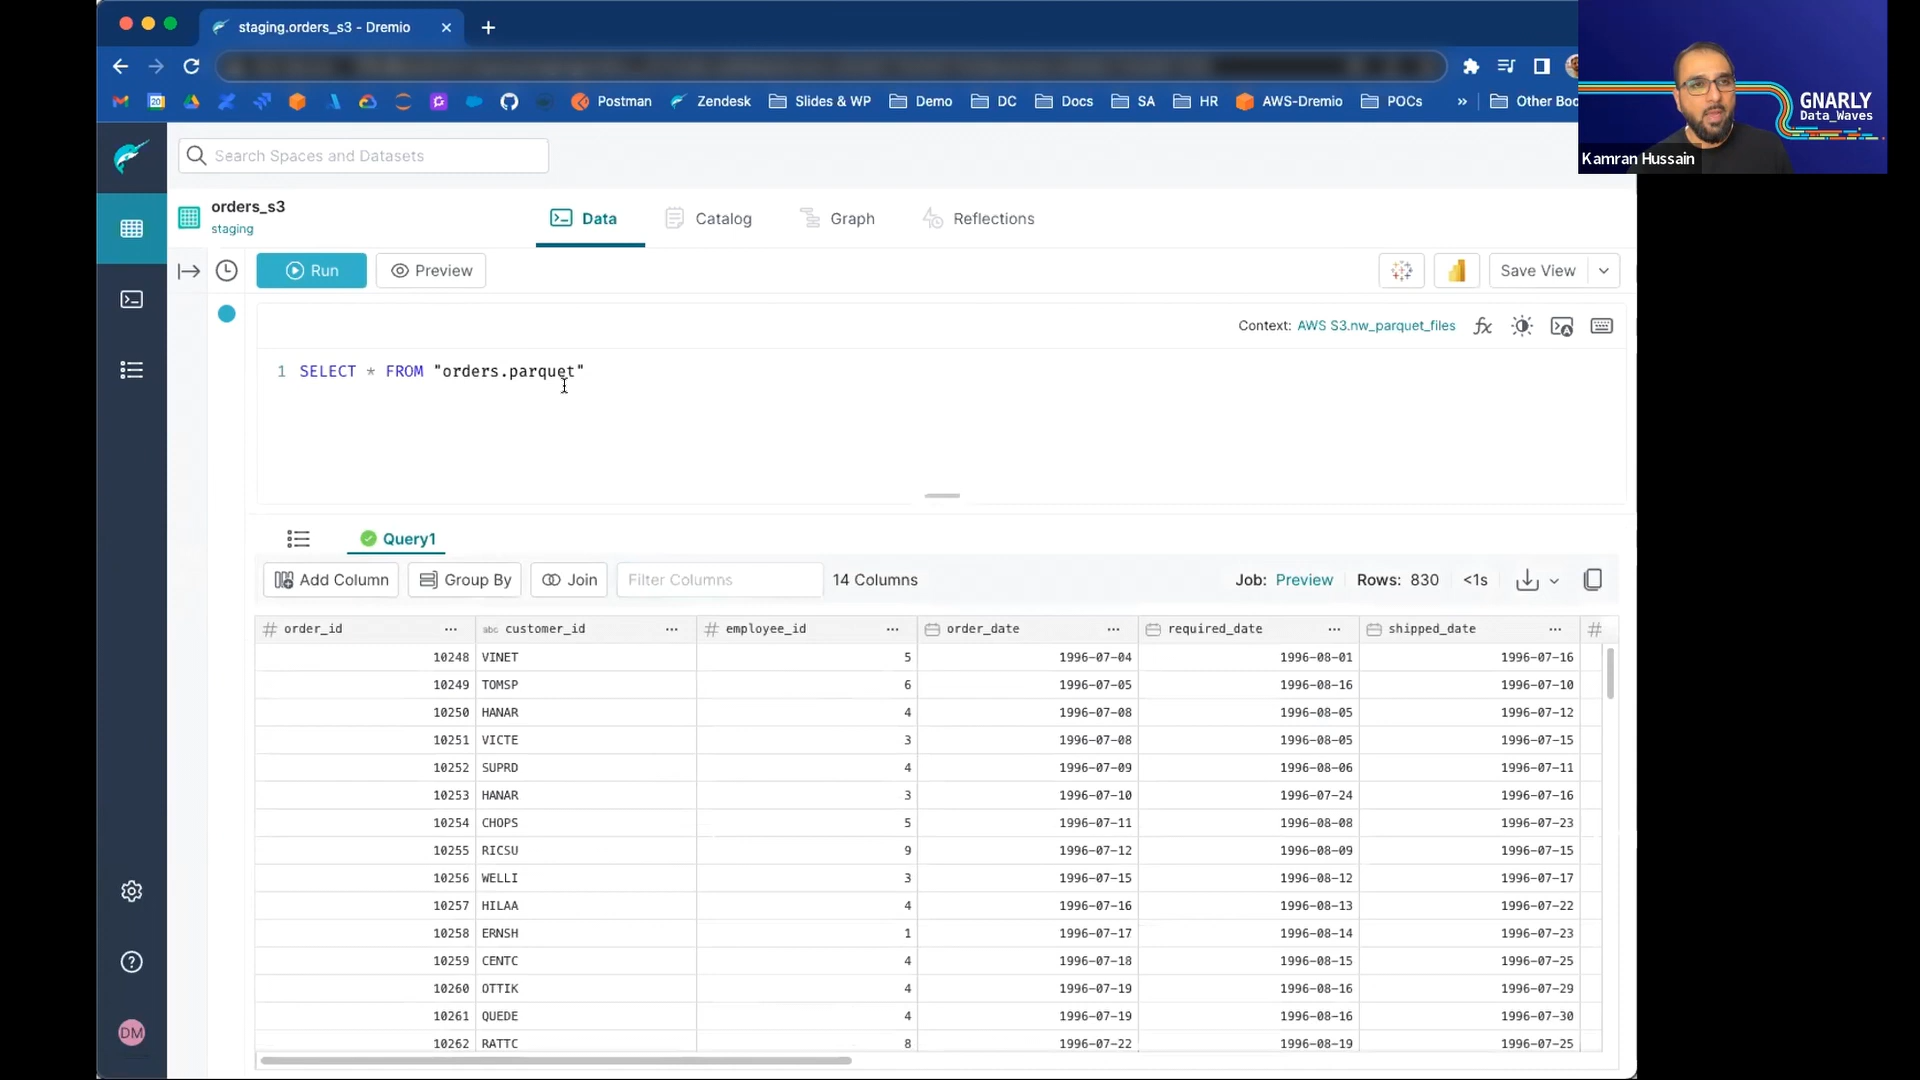 staging.orders_s3 - Dremio
Postman
Zendesk
Slides & WP
Demo
DC
Docs
SA
HR
AWS-Dremio
POCs
»
Other Boo
GNARLY
Data_Waves
Kamran Hussain
Search Spaces and Datasets
orders_s3
staging
Data
Catalog
Graph
Reflections
Run
Preview
Save View
Context: AWS S3.nw_parquet_files
fx
1 SELECT * FROM "orders.parquet"
Query1
Add Column
Group By
Join
Filter Columns
14 Columns
Job: Preview
Rows: 830
<1s
# order_id ... abc customer_id ... # employee_id ... order_date ... required_date ... shipped_date ... #
10248 VINET 5 1996-07-04 1996-08-01 1996-07-16
10249 TOMSP 6 1996-07-05 1996-08-16 1996-07-10
10250 HANAR 4 1996-07-08 1996-08-05 1996-07-12
10251 VICTE 3 1996-07-08 1996-08-05 1996-07-15
10252 SUPRD 4 1996-07-09 1996-08-06 1996-07-11
10253 HANAR 3 1996-07-10 1996-07-24 1996-07-16
10254 CHOPS 5 1996-07-11 1996-08-08 1996-07-23
10255 RICSU 9 1996-07-12 1996-08-09 1996-07-15
10256 WELLI 3 1996-07-15 1996-08-12 1996-07-17
10257 HILAA 4 1996-07-16 1996-08-13 1996-07-22
10258 ERNSH 1 1996-07-17 1996-08-14 1996-07-23
10259 CENTC 4 1996-07-18 1996-08-15 1996-07-25
10260 OTTIK 4 1996-07-19 1996-08-16 1996-07-29
10261 QUEDE 4 1996-07-19 1996-08-16 1996-07-30
10262 RATTC 8 1996-07-22 1996-08-19 1996-07-25
DM